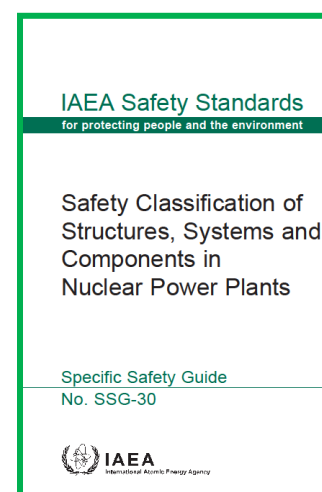 IAEA Safety Standards
for protecting people and the environment
Safety Classification of
Structures, Systems and
Components in
Nuclear Power Plants
Specific Safety Guide
No. SSG-30
IAEA
International Atomic Energy Agency